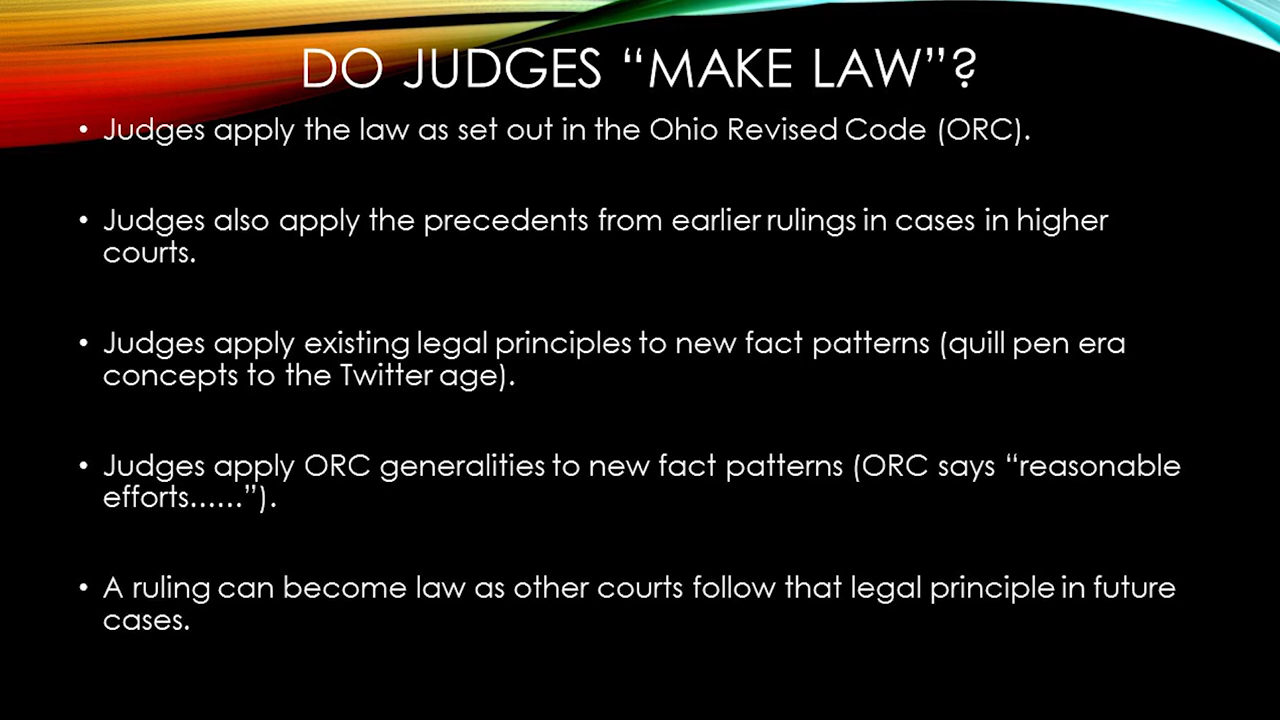 DO JUDGES “MAKE LAW”?
• Judges apply the law as set out in the Ohio Revised Code (ORC).
• Judges also apply the precedents from earlier rulings in cases in higher
courts.
• Judges apply existing legal principles to new fact patterns (quill pen era
concepts to the Twitter age).
• Judges apply ORC generalities to new fact patterns (ORC says “reasonable
efforts……”).
• A ruling can become law as other courts follow that legal principle in future
cases.